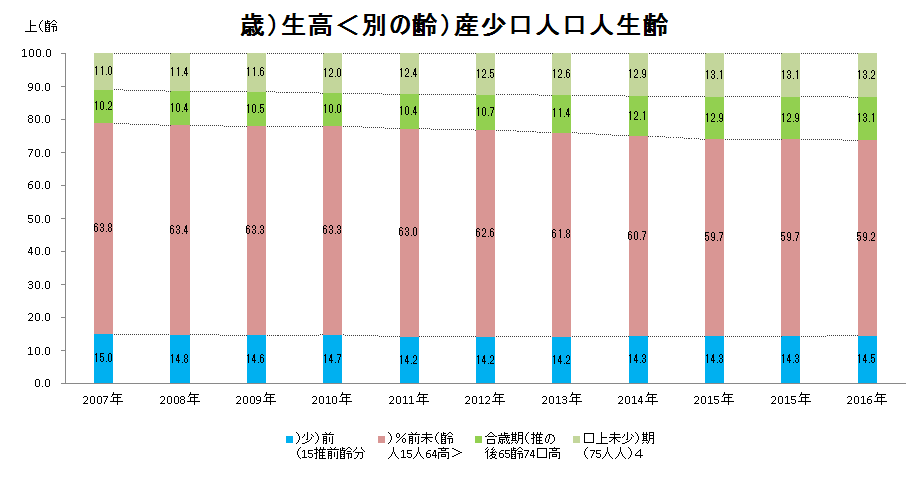 歳）生高＜別の齢）産少口人口人生齢
上（齢
100.0
90.0
80.0
70.0
60.0
50.0
40.0
30.0
20.0
10.0
0.0
11.0 11.4 11.6 12.0 12.4 12.5 12.6 12.9 13.1 13.1 13.2
10.2 10.4 10.5 10.0 10.4 10.7 11.4 12.1 12.9 12.9 13.1
63.8 63.4 63.3 63.3 63.0 62.6 61.8 60.7 59.7 59.7 59.2
15.0 14.8 14.6 14.7 14.2 14.2 14.2 14.3 14.3 14.3 14.5
2007年 2008年 2009年 2010年 2011年 2012年 2013年 2014年 2015年 2015年 2016年
）少）前
（15推前齢分
）％前未（齢
人15人64高＞
合歳期（推の
後65齢74口高
口上未少）期
（75人人）４